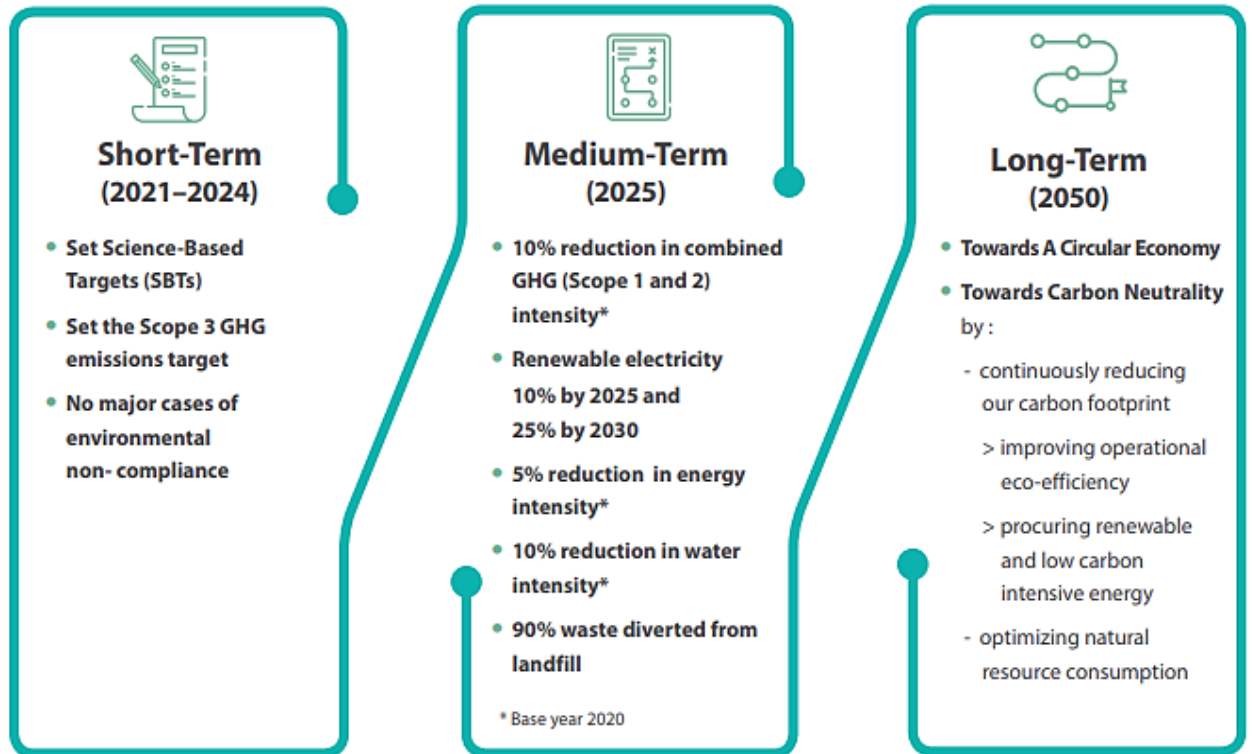 Short-Term
(2021–2024)
• Set Science-Based
Targets (SBTs)
• Set the Scope 3 GHG
emissions target
• No major cases of
environmental
non- compliance
Medium-Term
(2025)
• 10% reduction in combined
GHG (Scope 1 and 2)
intensity*
• Renewable electricity
10% by 2025 and
25% by 2030
• 5% reduction in energy
intensity*
• 10% reduction in water
intensity*
• 90% waste diverted from
landfill
* Base year 2020
Long-Term
(2050)
• Towards A Circular Economy
• Towards Carbon Neutrality
by :
- continuously reducing
our carbon footprint
> improving operational
eco-efficiency
> procuring renewable
and low carbon
intensive energy
- optimizing natural
resource consumption